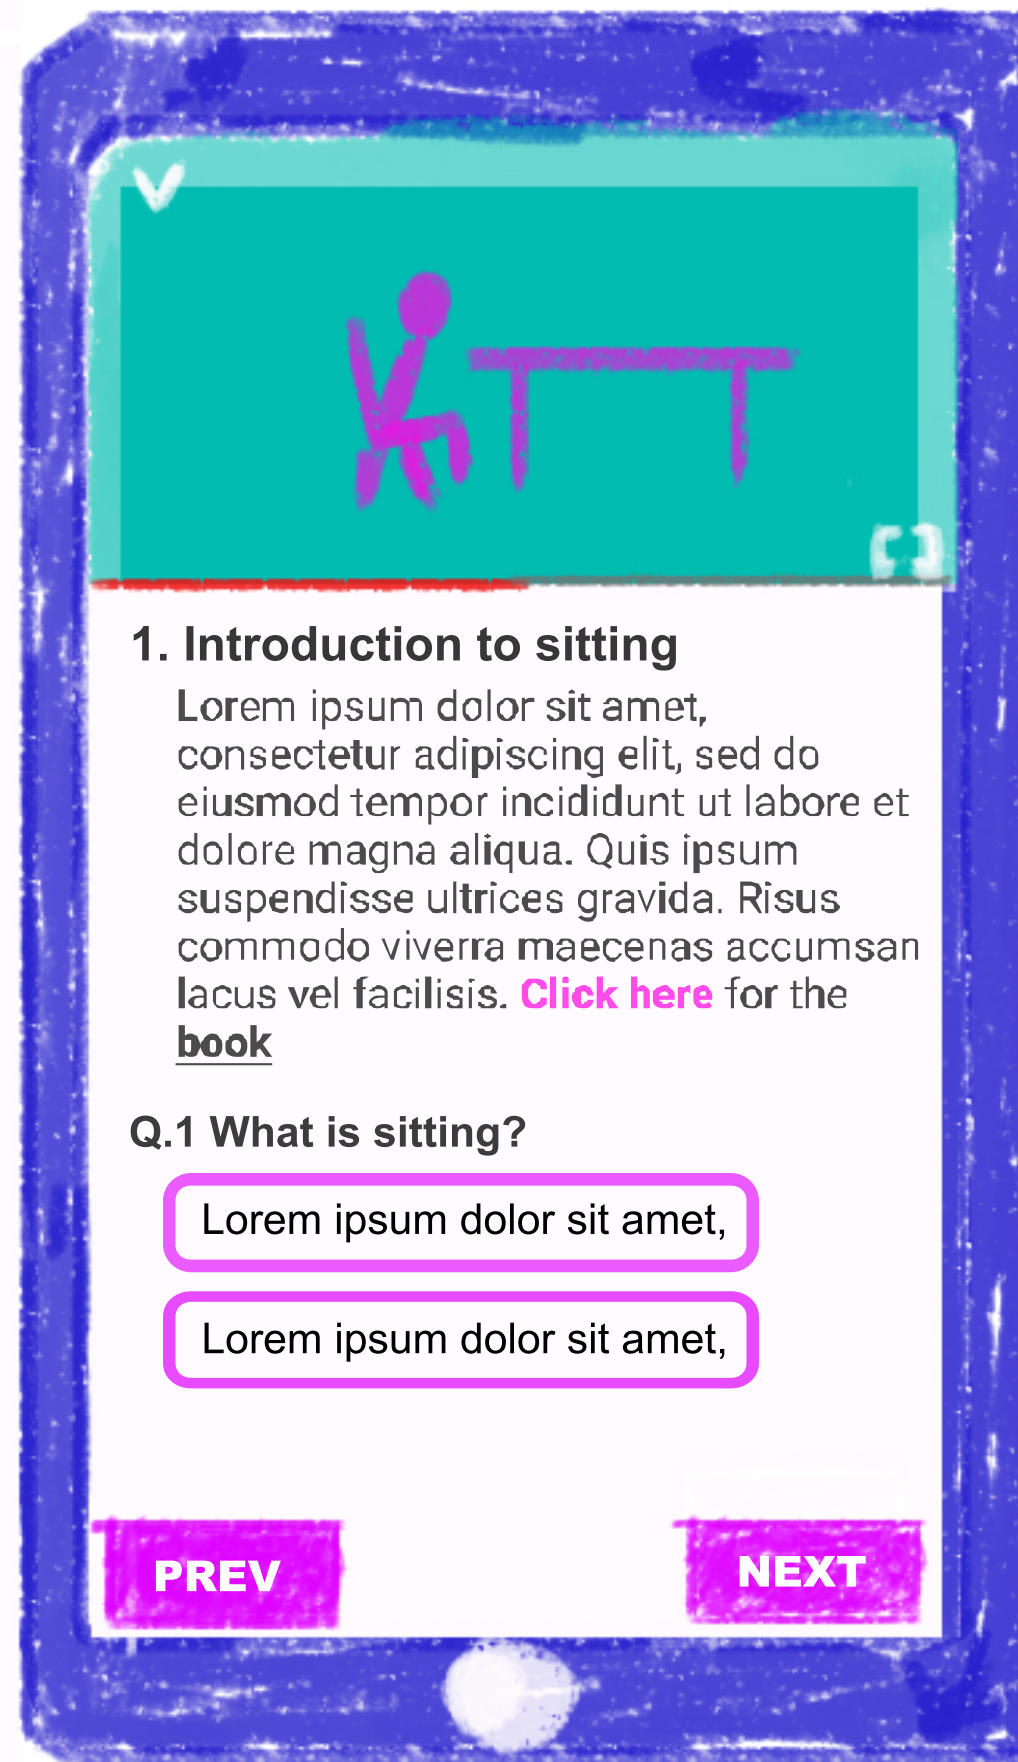 1. Introduction to sitting
Lorem ipsum dolor sit amet,
consectetur adipiscing elit, sed do
eiusmod tempor incididunt ut labore et
dolore magna aliqua. Quis ipsum
suspendisse ultrices gravida. Risus
commodo viverra maecenas accumsan
lacus vel facilisis. Click here for the
book
Q.1 What is sitting?
Lorem ipsum dolor sit amet,
Lorem ipsum dolor sit amet,
PREV
NEXT